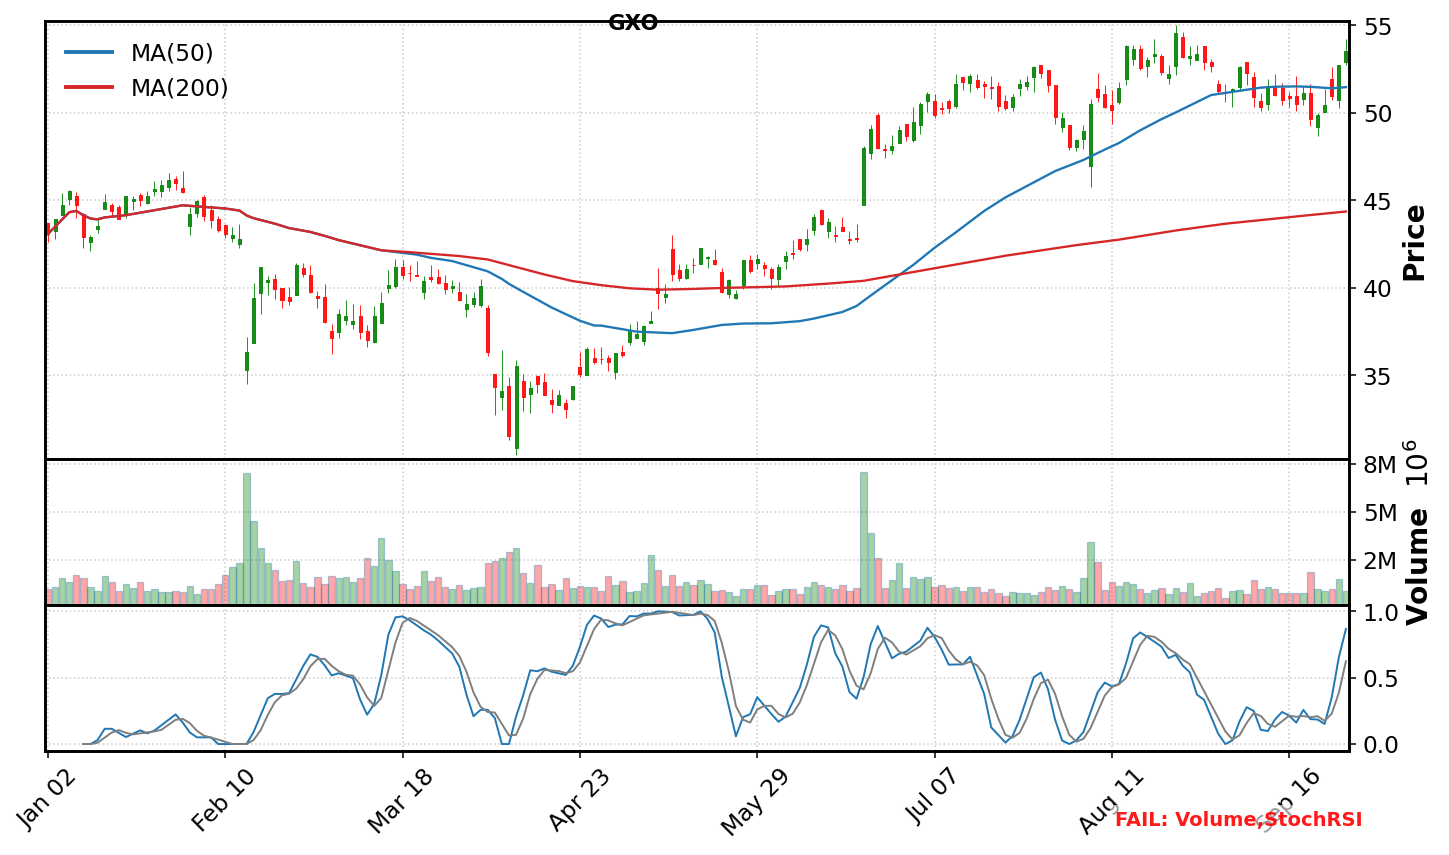 GXO
MA(50)
MA(200)
55
50
45
40
35
Price
8M
5M
2M
Volume 10^6
1.0
0.5
0.0
Jan 02
Feb 10
Mar 18
Apr 23
May 29
Jul 07
Aug 11
Sep 16
FAIL: Volume,StochRSI